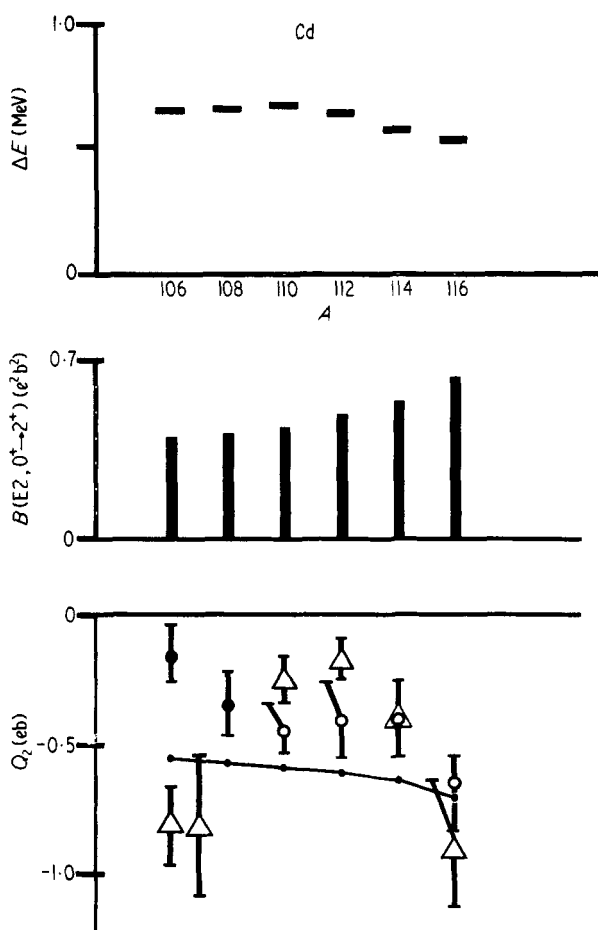 Cd
1·0
ΔE (MeV)
0
106 108 110 112 114 116
A
0·7
B(E2, 0⁺→2⁺) (e²b²)
0
0
Q₂ (eb)
−0·5
−1·0